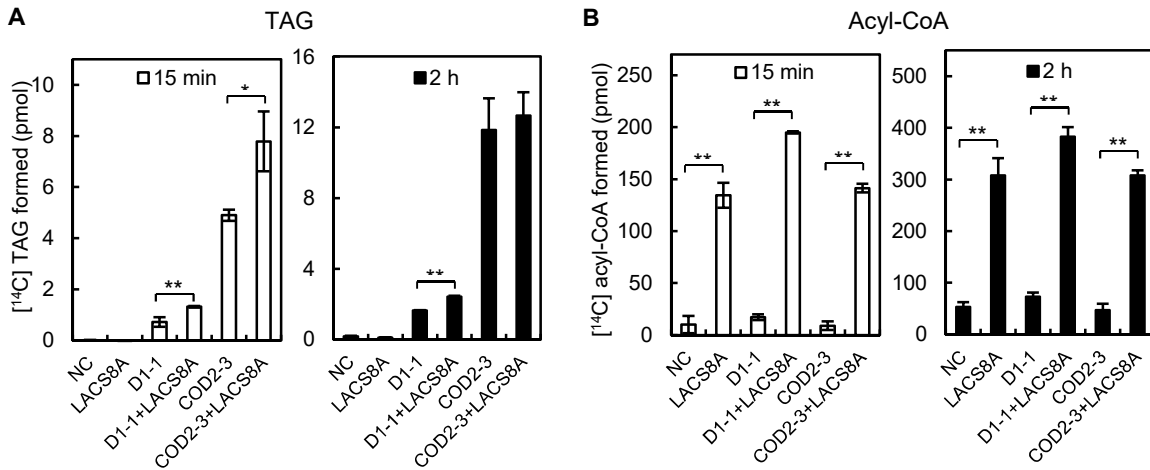 A
TAG
[¹⁴C] TAG formed (pmol)
10
8
6
4
2
0
15 min
*
**
NC
LACS8A
D1-1
D1-1+LACS8A
COD2-3
COD2-3+LACS8A
16
12
8
4
0
2 h
**
NC
LACS8A
D1-1
D1-1+LACS8A
COD2-3
COD2-3+LACS8A
B
Acyl-CoA
[¹⁴C] acyl-CoA formed (pmol)
250
200
150
100
50
0
15 min
**
**
**
NC
LACS8A
D1-1
D1-1+LACS8A
COD2-3
COD2-3+LACS8A
500
400
300
200
100
0
2 h
**
**
**
NC
LACS8A
D1-1
D1-1+LACS8A
COD2-3
COD2-3+LACS8A